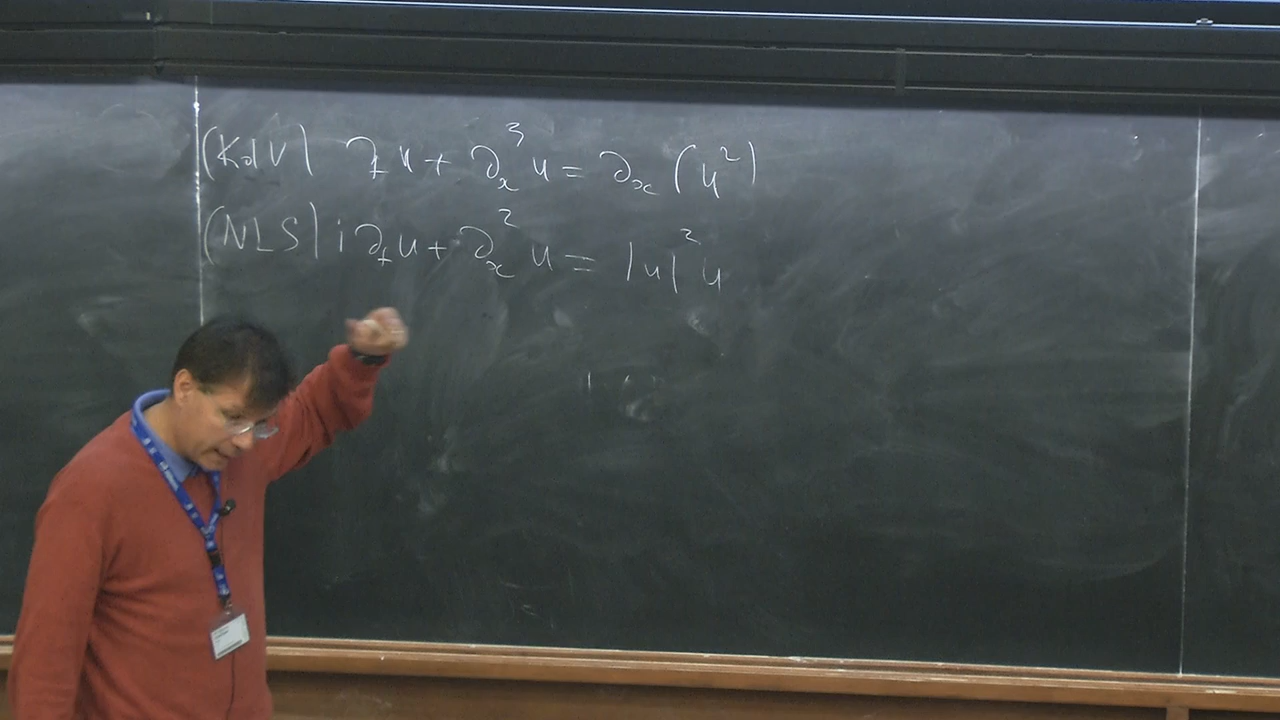 (KdV) ∂ₜu + ∂ₓ³u = ∂ₓ(u²)
(NLS) i∂ₜu + ∂ₓ²u = |u|²u